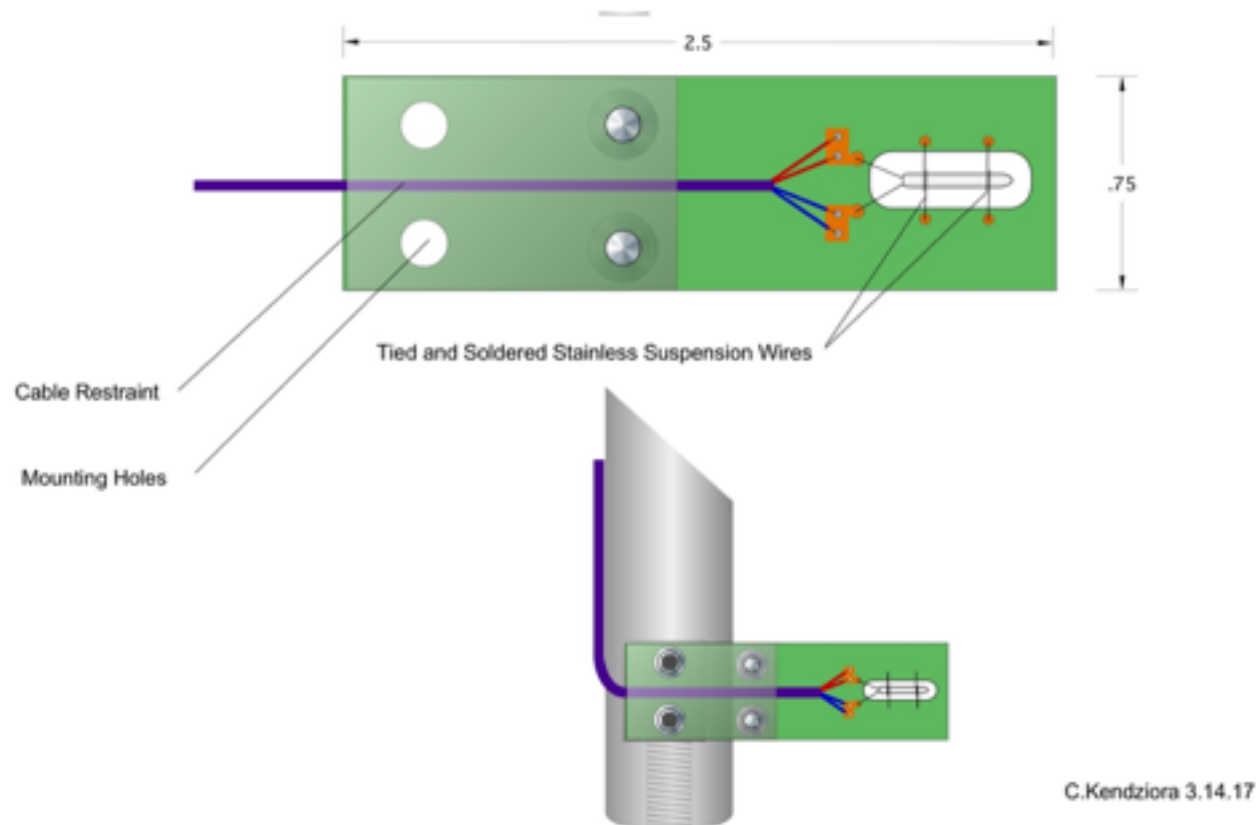 2.5
.75
Tied and Soldered Stainless Suspension Wires
Cable Restraint
Mounting Holes
C.Kendziora 3.14.17